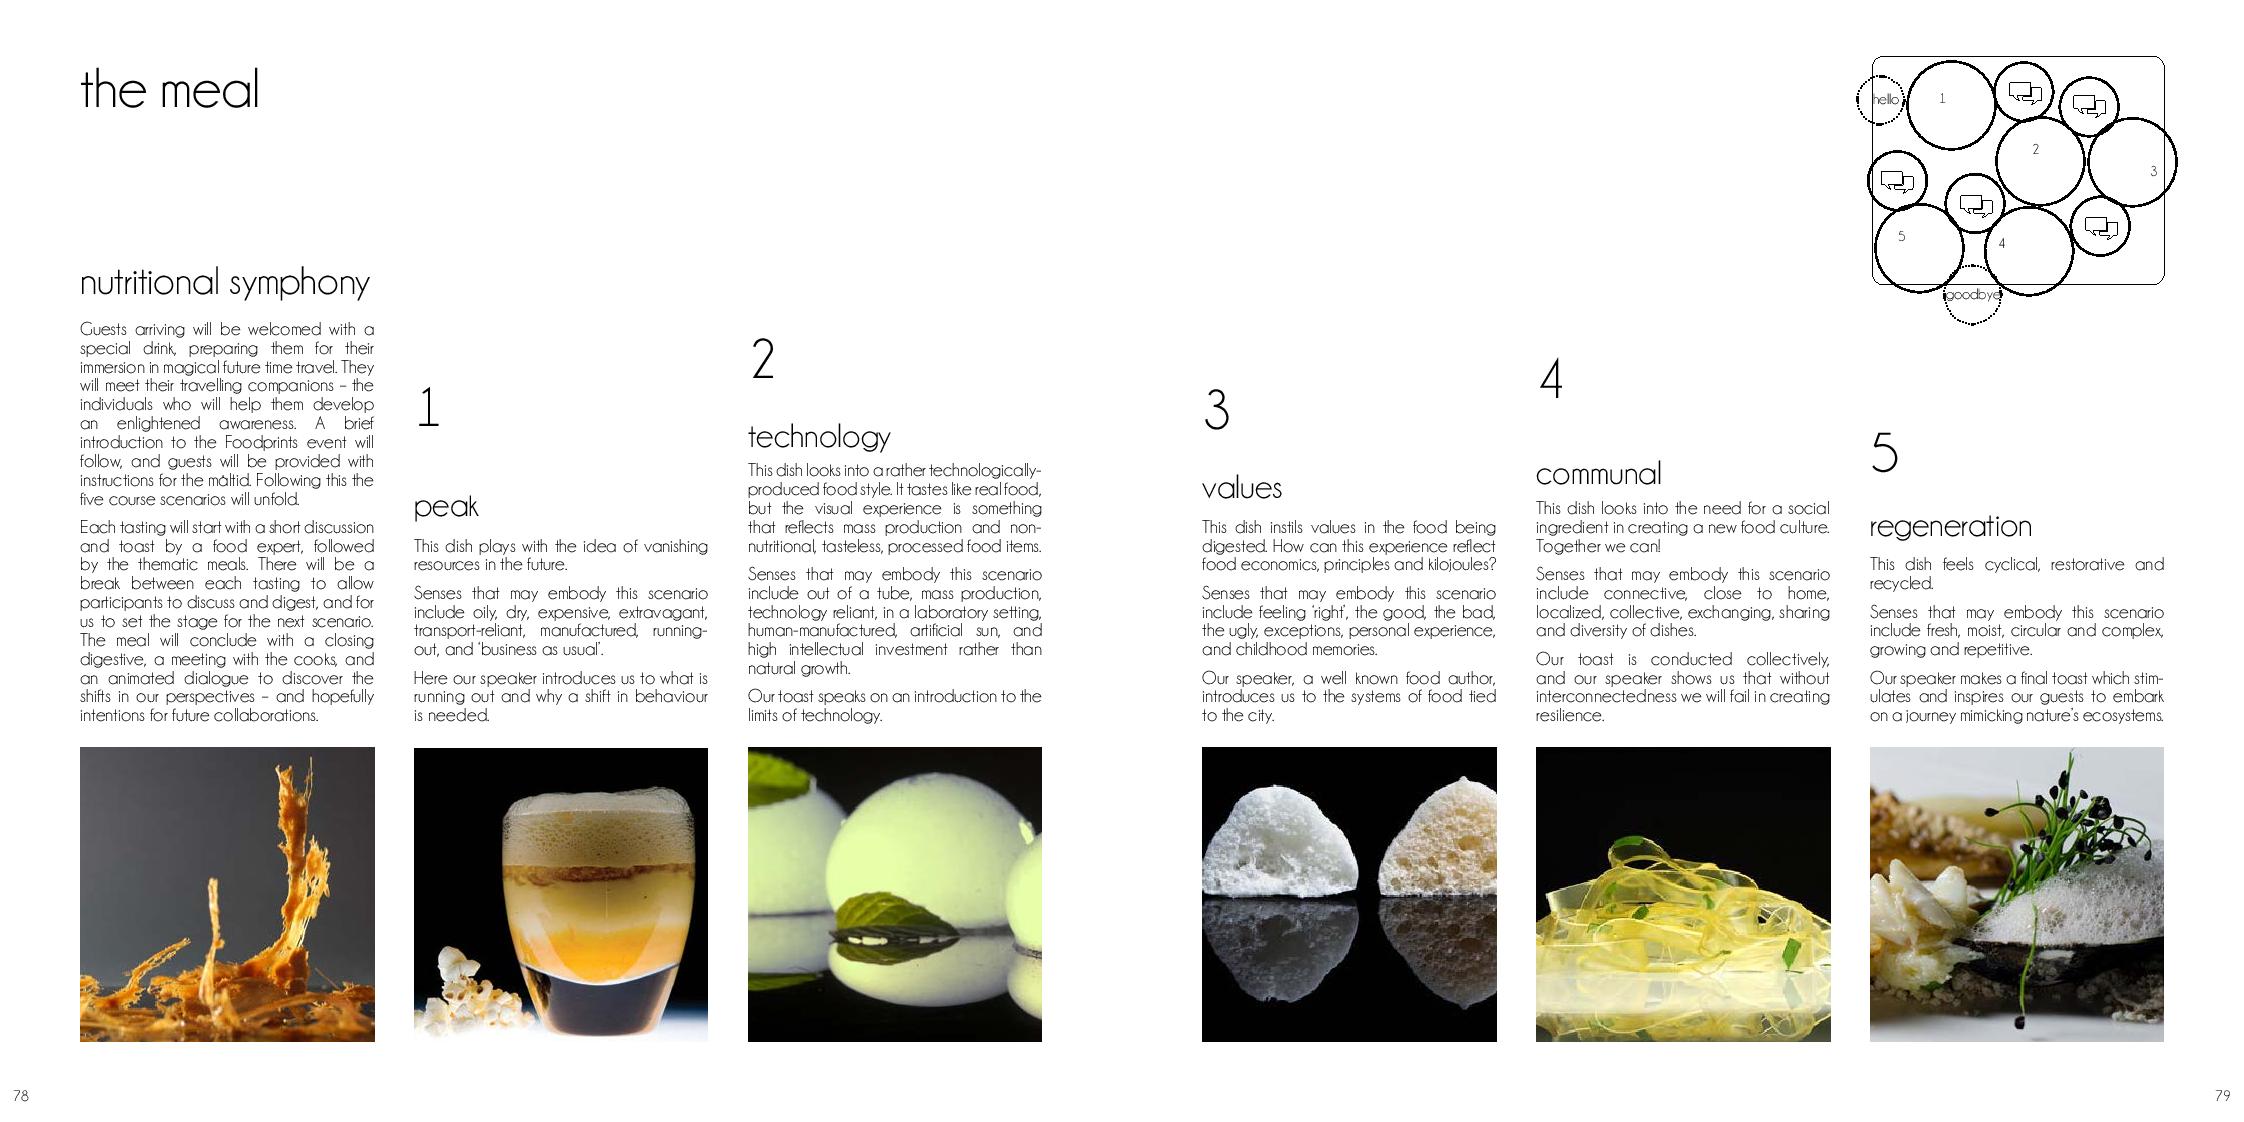 the meal
nutritional symphony
Guests arriving will be welcomed with a
special drink, preparing them for their
immersion in magical future time travel. They
will meet their travelling companions – the
individuals who will help them develop
an enlightened awareness. A brief
introduction to the Foodprints event will
follow, and guests will be provided with
instructions for the måltid. Following this the
five course scenarios will unfold.
Each tasting will start with a short discussion
and toast by a food expert, followed
by the thematic meals. There will be a
break between each tasting to allow
participants to discuss and digest, and for
us to set the stage for the next scenario.
The meal will conclude with a closing
digestive, a meeting with the cooks, and
an animated dialogue to discover the
shifts in our perspectives – and hopefully
intentions for future collaborations.
1
peak
This dish plays with the idea of vanishing
resources in the future.
Senses that may embody this scenario
include oily, dry, expensive, extravagant,
transport-reliant, manufactured, running-
out, and ‘business as usual’.
Here our speaker introduces us to what is
running out and why a shift in behaviour
is needed.
2
technology
This dish looks into a rather technologically-
produced food style. It tastes like real food,
but the visual experience is something
that reflects mass production and non-
nutritional, tasteless, processed food items.
Senses that may embody this scenario
include out of a tube, mass production,
technology reliant, in a laboratory setting,
human-manufactured, artificial sun, and
high intellectual investment rather than
natural growth.
Our toast speaks on an introduction to the
limits of technology.
3
values
This dish instils values in the food being
digested. How can this experience reflect
food economics, principles and kilojoules?
Senses that may embody this scenario
include feeling ‘right’, the good, the bad,
the ugly, exceptions, personal experience,
and childhood memories.
Our speaker, a well known food author,
introduces us to the systems of food tied
to the city.
4
communal
This dish looks into the need for a social
ingredient in creating a new food culture.
Together we can!
Senses that may embody this scenario
include connective, close to home,
localized, collective, exchanging, sharing
and diversity of dishes.
Our toast is conducted collectively,
and our speaker shows us that without
interconnectedness we will fail in creating
resilience.
5
regeneration
This dish feels cyclical, restorative and
recycled.
Senses that may embody this scenario
include fresh, moist, circular and complex,
growing and repetitive.
Our speaker makes a final toast which stim-
ulates and inspires our guests to embark
on a journey mimicking nature’s ecosystems.
hello
1
2
3
5
4
goodbye
78
79